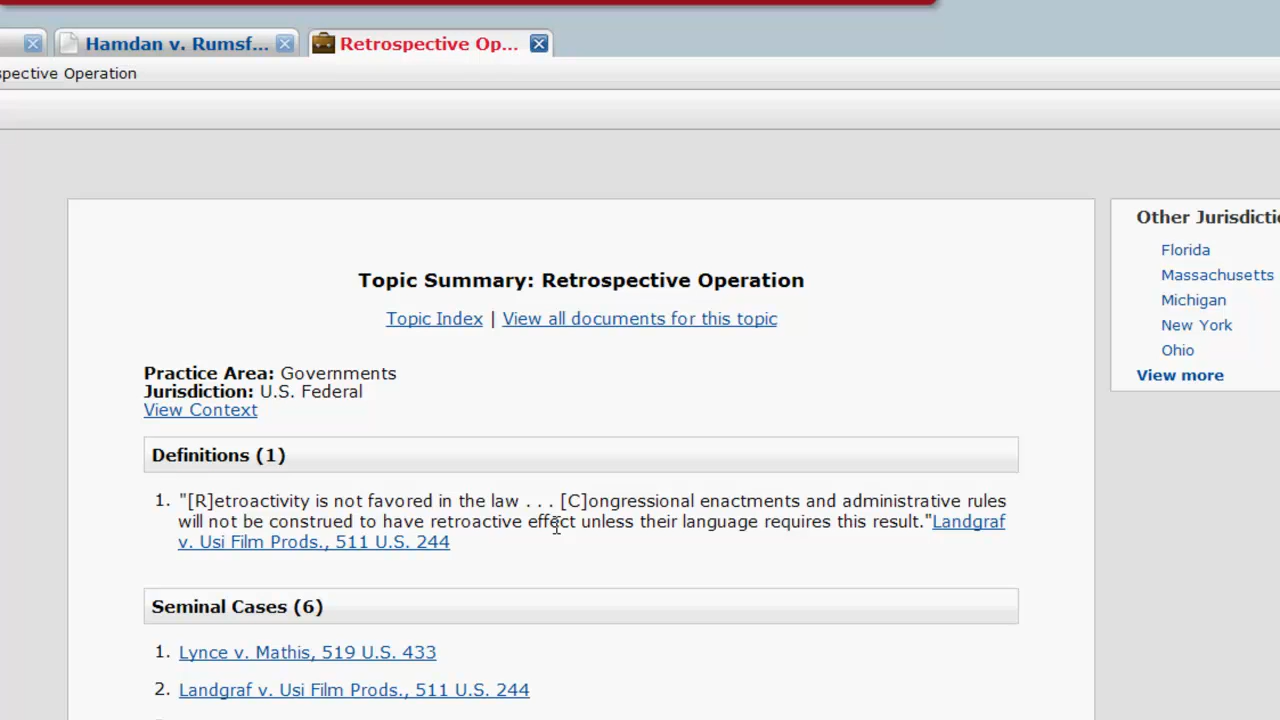 Hamdan v. Rumsf...
Retrospective Op...
spective Operation
Topic Summary: Retrospective Operation
Topic Index | View all documents for this topic
Practice Area: Governments
Jurisdiction: U.S. Federal
View Context
Definitions (1)
1. "[R]etroactivity is not favored in the law . . . [C]ongressional enactments and administrative rules
will not be construed to have retroactive effect unless their language requires this result."Landgraf
v. Usi Film Prods., 511 U.S. 244
Seminal Cases (6)
1. Lynce v. Mathis, 519 U.S. 433
2. Landgraf v. Usi Film Prods., 511 U.S. 244
Other Jurisdictio
Florida
Massachusetts
Michigan
New York
Ohio
View more